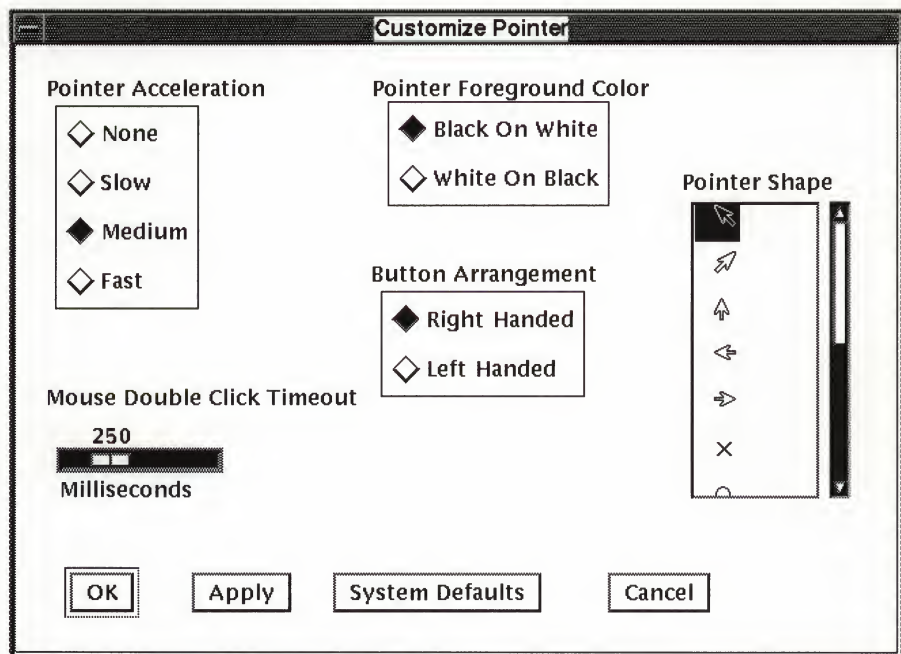 Customize Pointer
Pointer Acceleration
None
Slow
Medium
Fast
Pointer Foreground Color
Black On White
White On Black
Pointer Shape
Button Arrangement
Right Handed
Left Handed
Mouse Double Click Timeout
250
Milliseconds
OK
Apply
System Defaults
Cancel